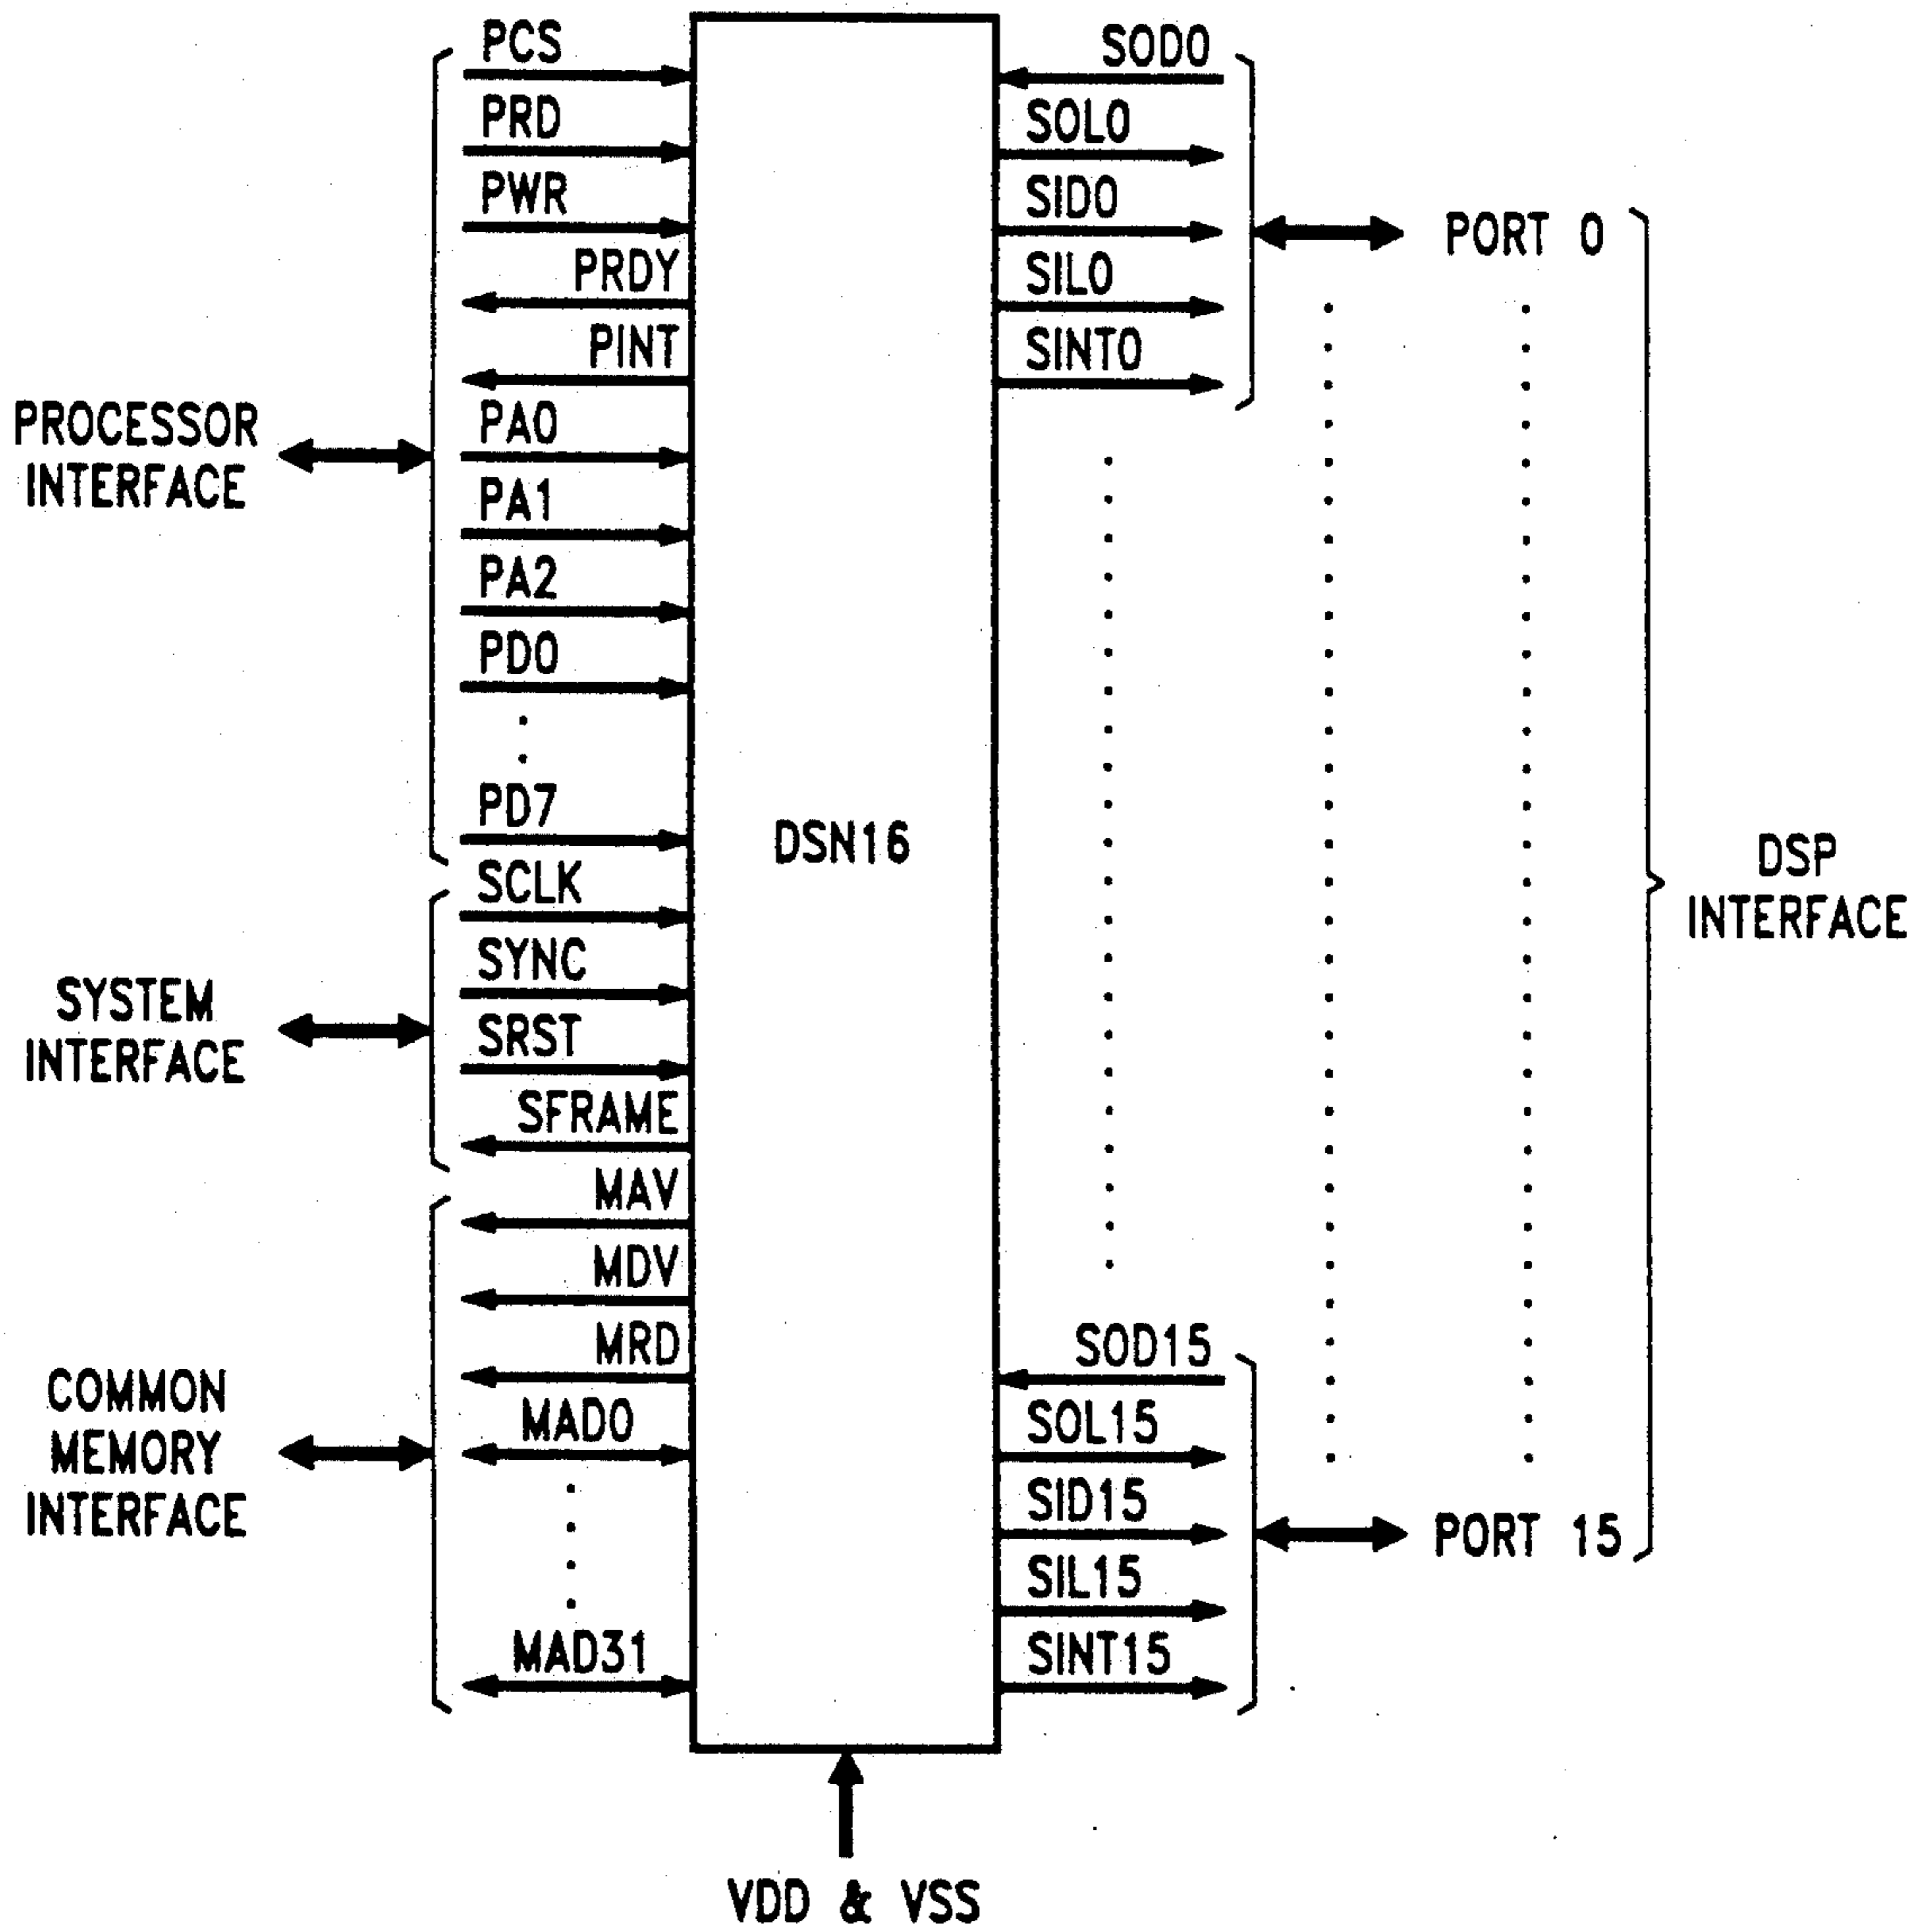 PCS
PRD
PWR
PRDY
PINT
PA0
PA1
PA2
PD0
PD7
PROCESSOR
INTERFACE
SCLK
SYNC
SRST
SFRAME
SYSTEM
INTERFACE
MAV
MDV
MRD
MAD0
MAD31
COMMON
MEMORY
INTERFACE
DSN16
SOD0
SOL0
SID0
SIL0
SINT0
PORT 0
SOD15
SOL15
SID15
SIL15
SINT15
PORT 15
DSP
INTERFACE
VDD & VSS